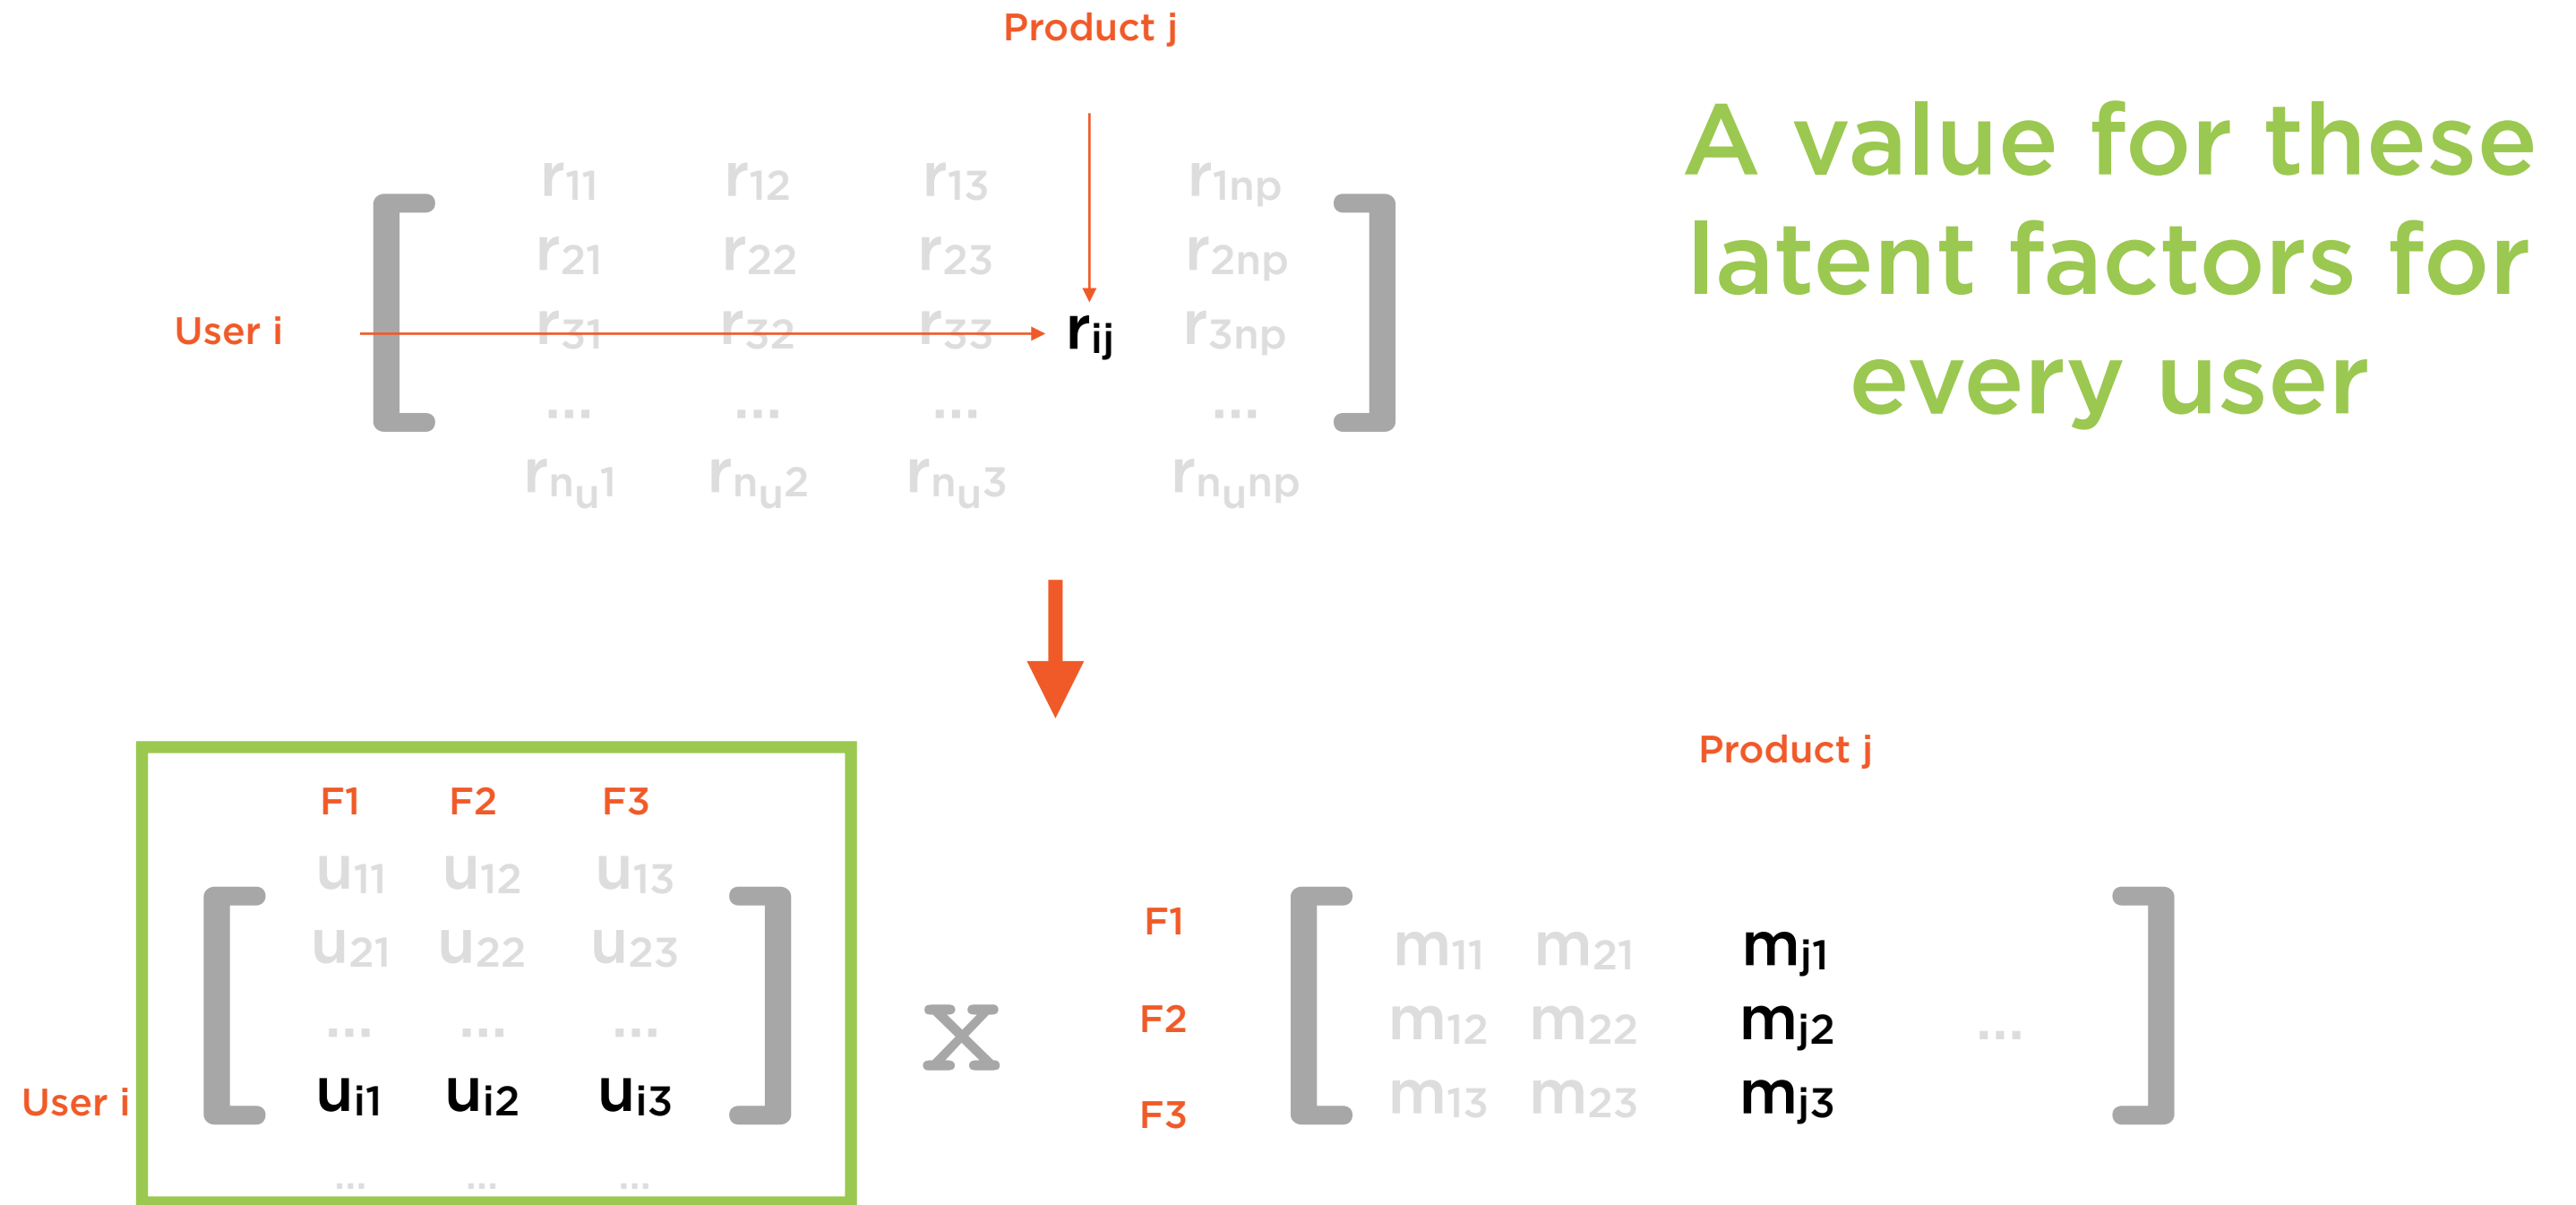 Product j
A value for these
latent factors for
every user
r11 r12 r13 r1np
r21 r22 r23 r2np
User i r31 r32 r33 rij r3np
... ... ... ...
rnu1 rnu2 rnu3 rnunp
Product j
F1 F2 F3
u11 u12 u13
u21 u22 u23
... ... ...
User i ui1 ui2 ui3
... ... ...
x
F1 m11 m21 mj1
F2 m12 m22 mj2 ...
F3 m13 m23 mj3